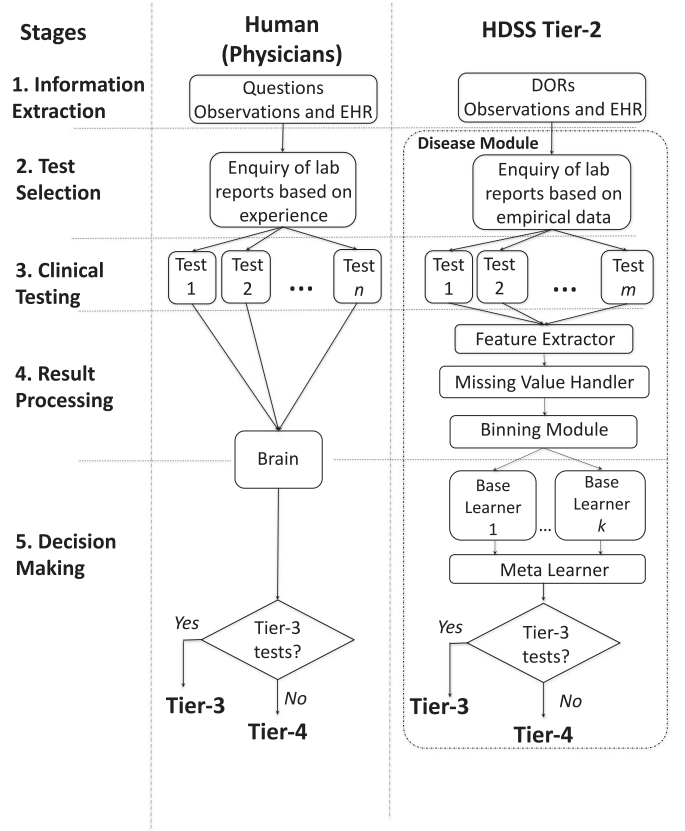 Stages
Human
(Physicians)
HDSS Tier-2
1. Information
Extraction
Questions
Observations and EHR
DORs
Observations and EHR
Disease Module
2. Test
Selection
Enquiry of lab
reports based on
experience
Enquiry of lab
reports based on
empirical data
3. Clinical
Testing
Test
1
Test
2
...
Test
n
Test
1
Test
2
...
Test
m
4. Result
Processing
Feature Extractor
Missing Value Handler
Binning Module
Brain
5. Decision
Making
Base
Learner
1
...
Base
Learner
k
Meta Learner
Yes
Tier-3
tests?
No
Tier-3
Tier-4
Yes
Tier-3
tests?
No
Tier-3
Tier-4